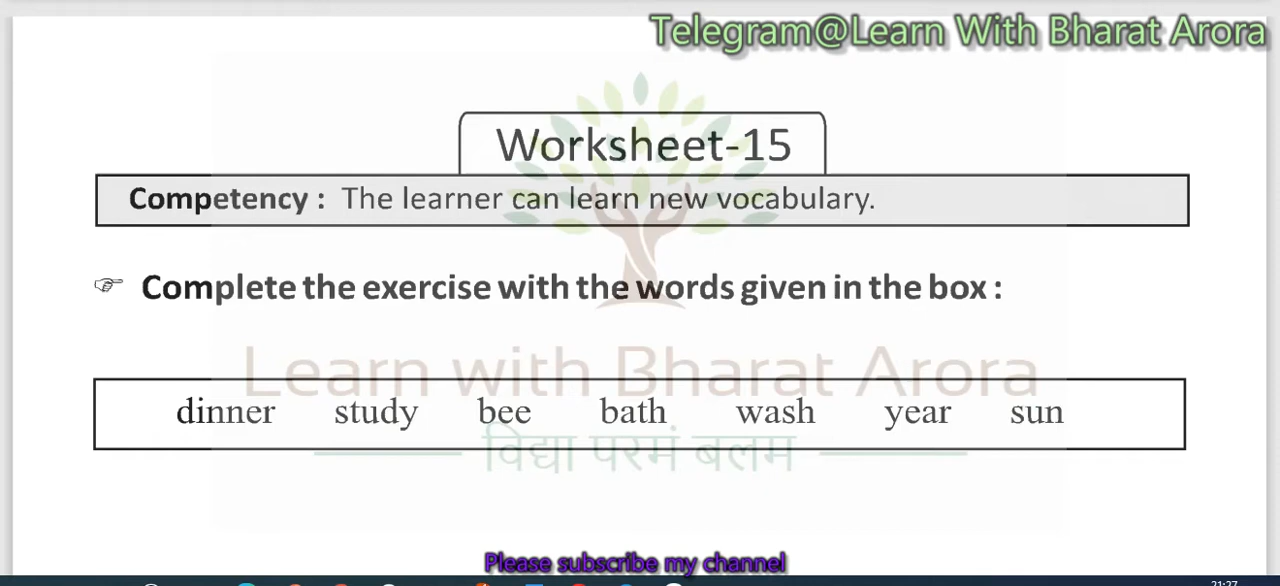 Telegram@Learn With Bharat Arora
Worksheet-15
Competency : The learner can learn new vocabulary.
☞ Complete the exercise with the words given in the box :
Learn with Bharat Arora
dinner study bee bath wash year sun
विद्या परमं बलम
Please subscribe my channel
21:27